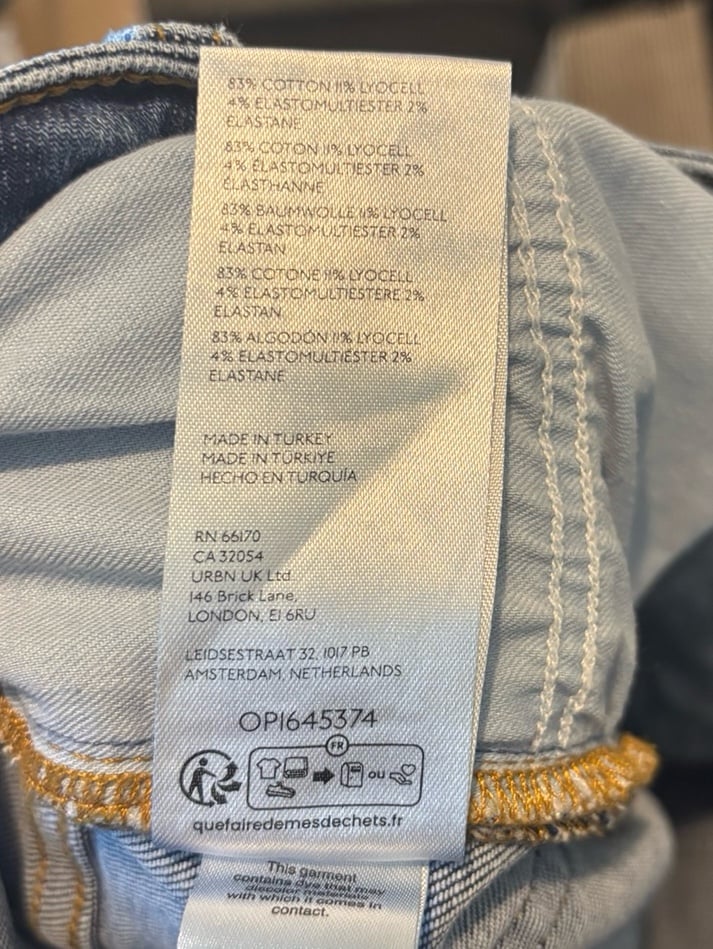 83% COTTON 11% LYOCELL
4% ELASTOMULTIESTER 2%
ELASTANE
83% COTON 11% LYOCELL
4% ÉLASTOMULTIESTER 2%
ÉLASTHANNE
83% BAUMWOLLE 11% LYOCELL
4% ELASTOMULTIESTER 2%
ELASTAN
83% COTONE 11% LYOCELL
4% ELASTOMULTIESTERE 2%
ELASTAN
83% ALGODÓN 11% LYOCELL
4% ELASTOMULTIÉSTER 2%
ELASTANE
MADE IN TURKEY
MADE IN TÜRKIYE
HECHO EN TURQUÍA
RN 66170
CA 32054
URBN UK Ltd.
146 Brick Lane,
LONDON, E1 6RU
LEIDSESTRAAT 32, 1017 PB
AMSTERDAM, NETHERLANDS
OP1645374
FR
OU
quefairedemesdechets.fr
This garment
contains dye that may
discolor materials
with which it comes in
contact.